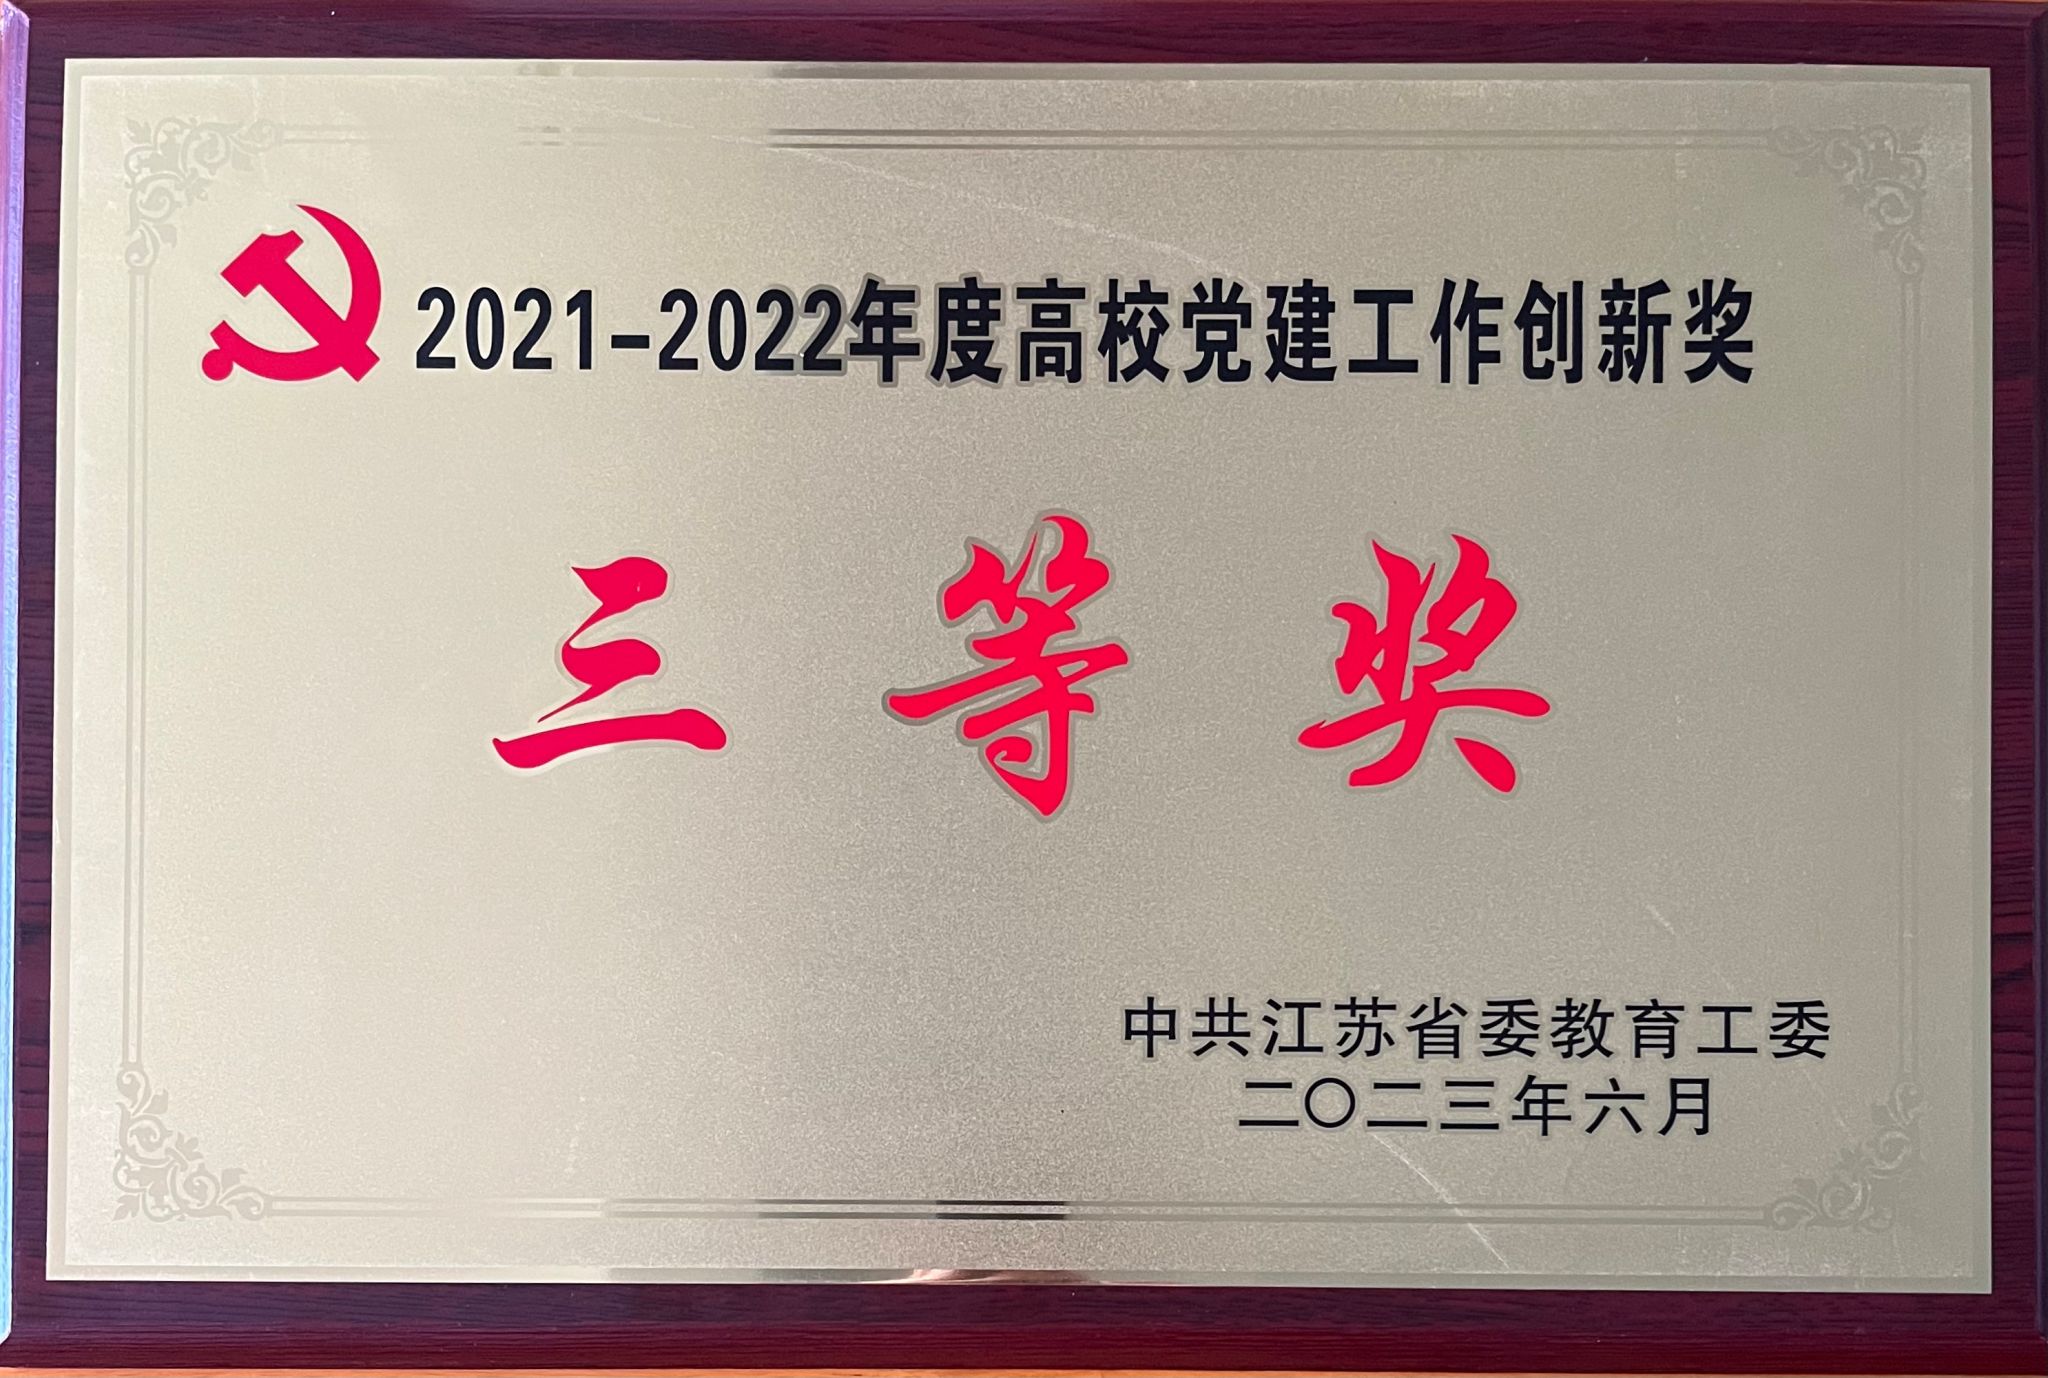 2021-2022年度高校党建工作创新奖
三等奖
中共江苏省委教育工委
二〇二三年六月